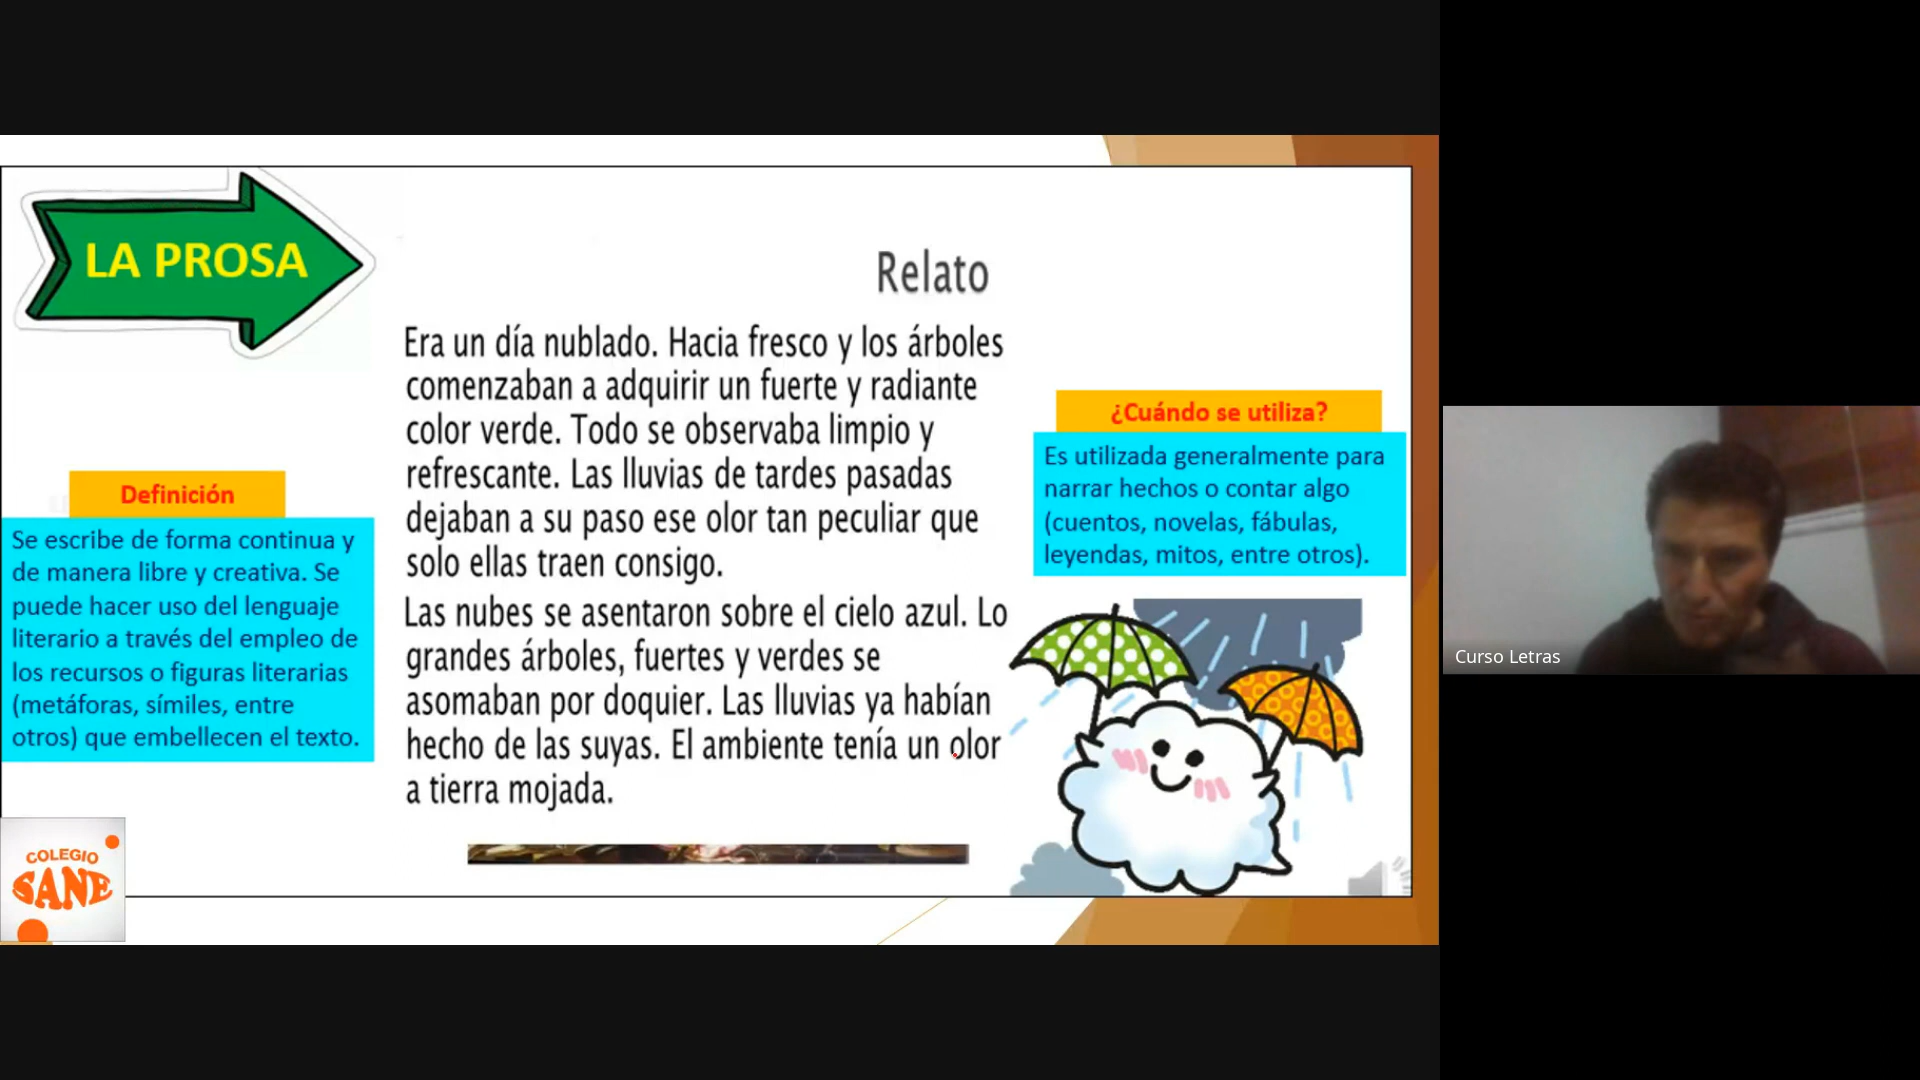 LA PROSA
Relato
Era un día nublado. Hacia fresco y los árboles
comenzaban a adquirir un fuerte y radiante
color verde. Todo se observaba limpio y
refrescante. Las lluvias de tardes pasadas
dejaban a su paso ese olor tan peculiar que
solo ellas traen consigo.
Las nubes se asentaron sobre el cielo azul. Lo
grandes árboles, fuertes y verdes se
asomaban por doquier. Las lluvias ya habían
hecho de las suyas. El ambiente tenía un olor
a tierra mojada.
Definición
Se escribe de forma continua y
de manera libre y creativa. Se
puede hacer uso del lenguaje
literario a través del empleo de
los recursos o figuras literarias
(metáforas, símiles, entre
otros) que embellecen el texto.
¿Cuándo se utiliza?
Es utilizada generalmente para
narrar hechos o contar algo
(cuentos, novelas, fábulas,
leyendas, mitos, entre otros).
COLEGIO
SANE
Curso Letras